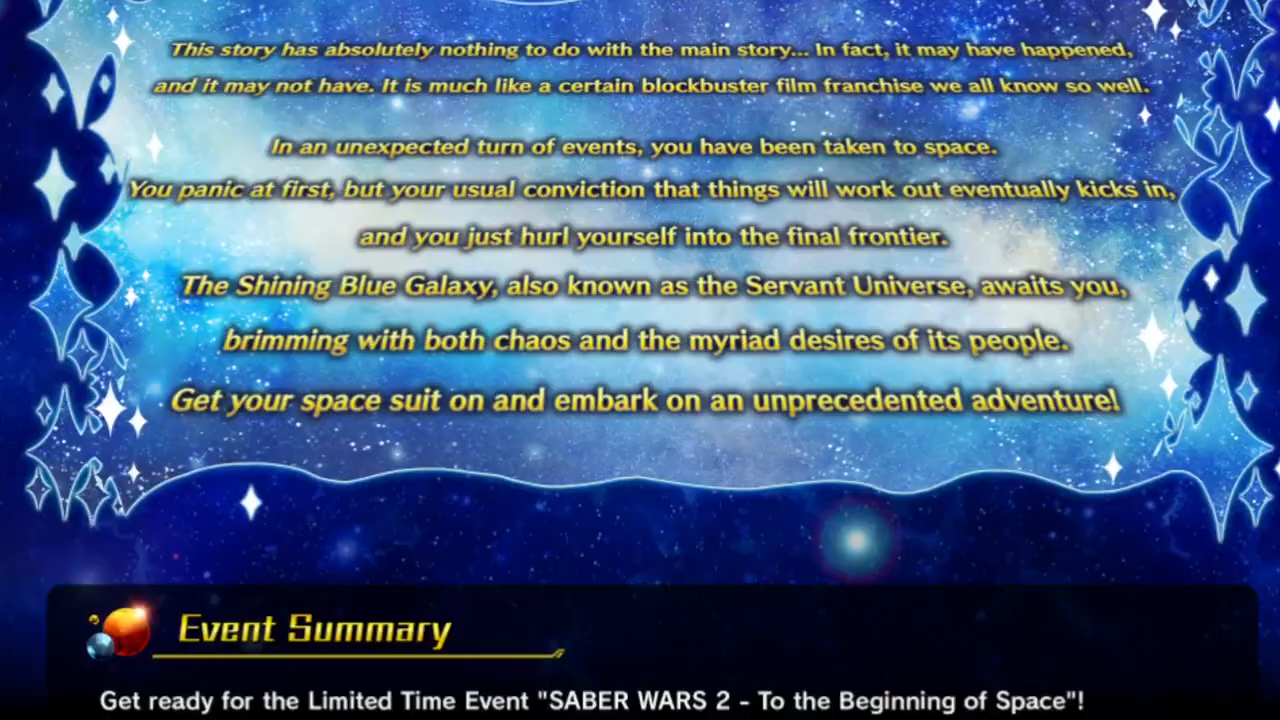 This story has absolutely nothing to do with the main story... In fact, it may have happened,
and it may not have. It is much like a certain blockbuster film franchise we all know so well.
In an unexpected turn of events, you have been taken to space.
You panic at first, but your usual conviction that things will work out eventually kicks in,
and you just hurl yourself into the final frontier.
The Shining Blue Galaxy, also known as the Servant Universe, awaits you,
brimming with both chaos and the myriad desires of its people.
Get your space suit on and embark on an unprecedented adventure!
Event Summary
Get ready for the Limited Time Event "SABER WARS 2 - To the Beginning of Space"!